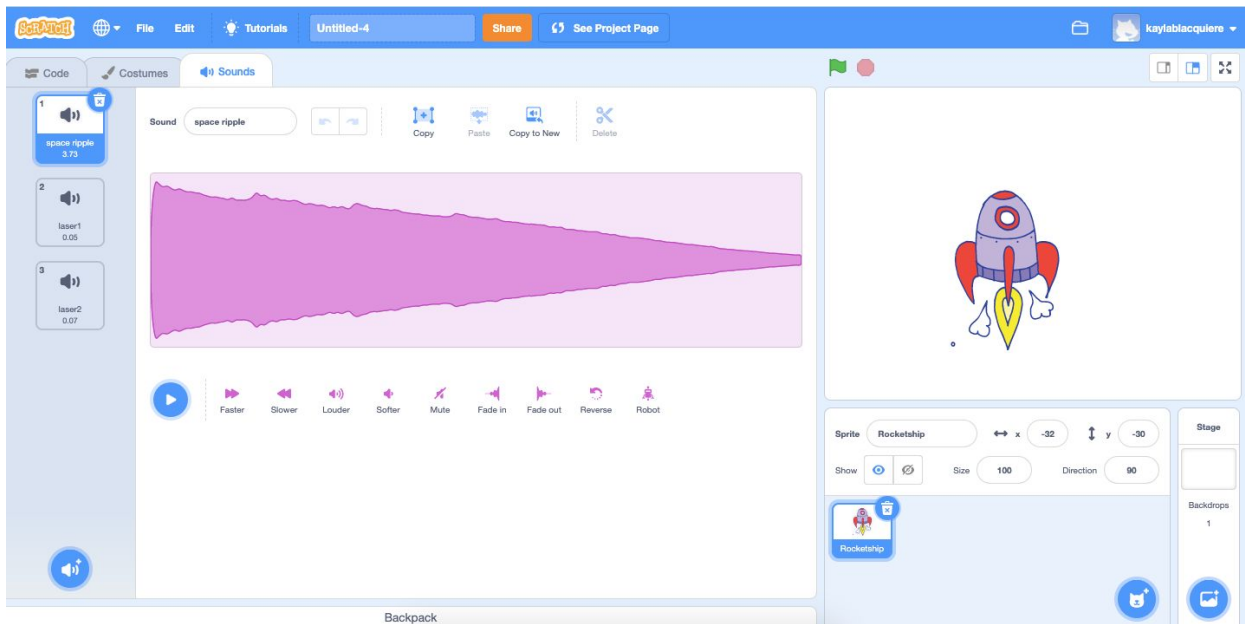 SCRATCH File Edit Tutorials Untitled-4 Share See Project Page kaylablacquiere
Code Costumes Sounds
1
space ripple
3.73
2
laser1
0.05
3
laser2
0.07
Sound space ripple
Copy Paste Copy to New Delete
Faster Slower Louder Softer Mute Fade in Fade out Reverse Robot
Backpack
Sprite Rocketship x -32 y -30
Show Size 100 Direction 90
Rocketship
Stage
Backdrops
1